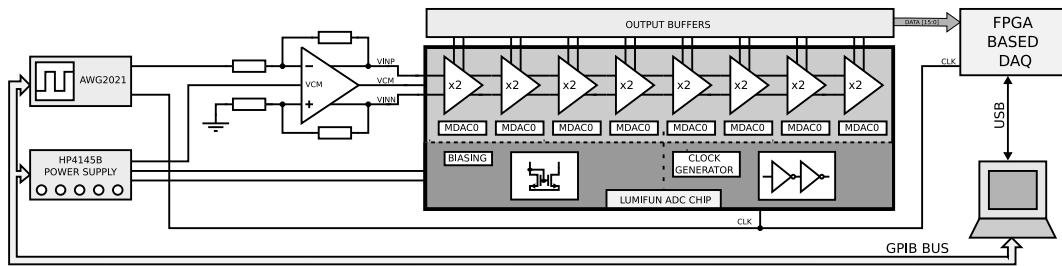 OUTPUT BUFFERS
DATA [15:0]
FPGA
BASED
DAQ
AWG2021
VCM
VINP
VCM
VINN
x2
x2
x2
x2
x2
x2
x2
x2
CLK
MDAC0
MDAC0
MDAC0
MDAC0
MDAC0
MDAC0
MDAC0
MDAC0
USB
HP4145B
POWER SUPPLY
BIASING
CLOCK
GENERATOR
LUMIFUN ADC CHIP
CLK
GPIB BUS